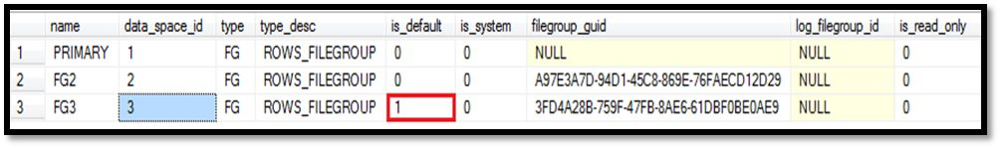 name data_space_id type type_desc is_default is_system filegroup_guid log_filegroup_id is_read_only
1 PRIMARY 1 FG ROWS_FILEGROUP 0 0 NULL NULL 0
2 FG2 2 FG ROWS_FILEGROUP 0 0 A97E3A7D-94D1-45C8-869E-76FAECD12D29 NULL 0
3 FG3 3 FG ROWS_FILEGROUP 1 0 3FD4A28B-759F-47FB-8AE6-61DBF0BE0AE9 NULL 0